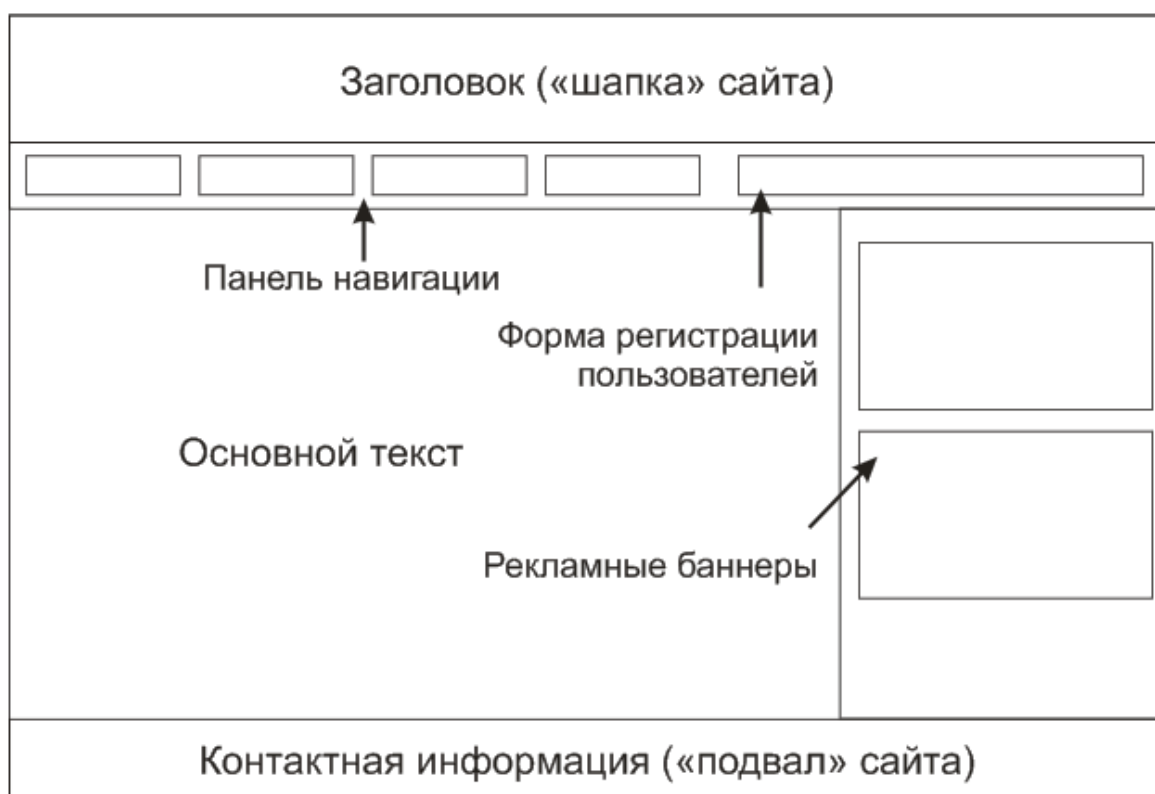 Заголовок («шапка» сайта)
Панель навигации
Форма регистрации
пользователей
Основной текст
Рекламные баннеры
Контактная информация («подвал» сайта)